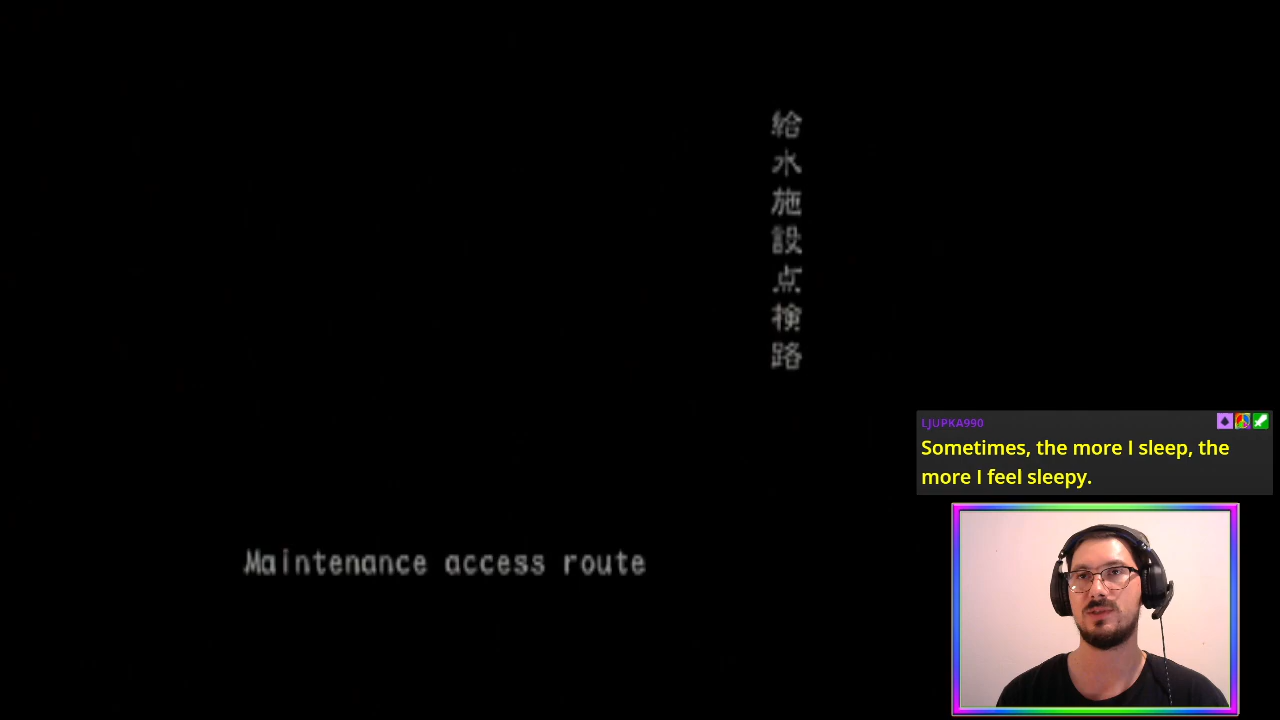 給水施設点検路
Maintenance access route
LJUPKA990
Sometimes, the more I sleep, the
more I feel sleepy.